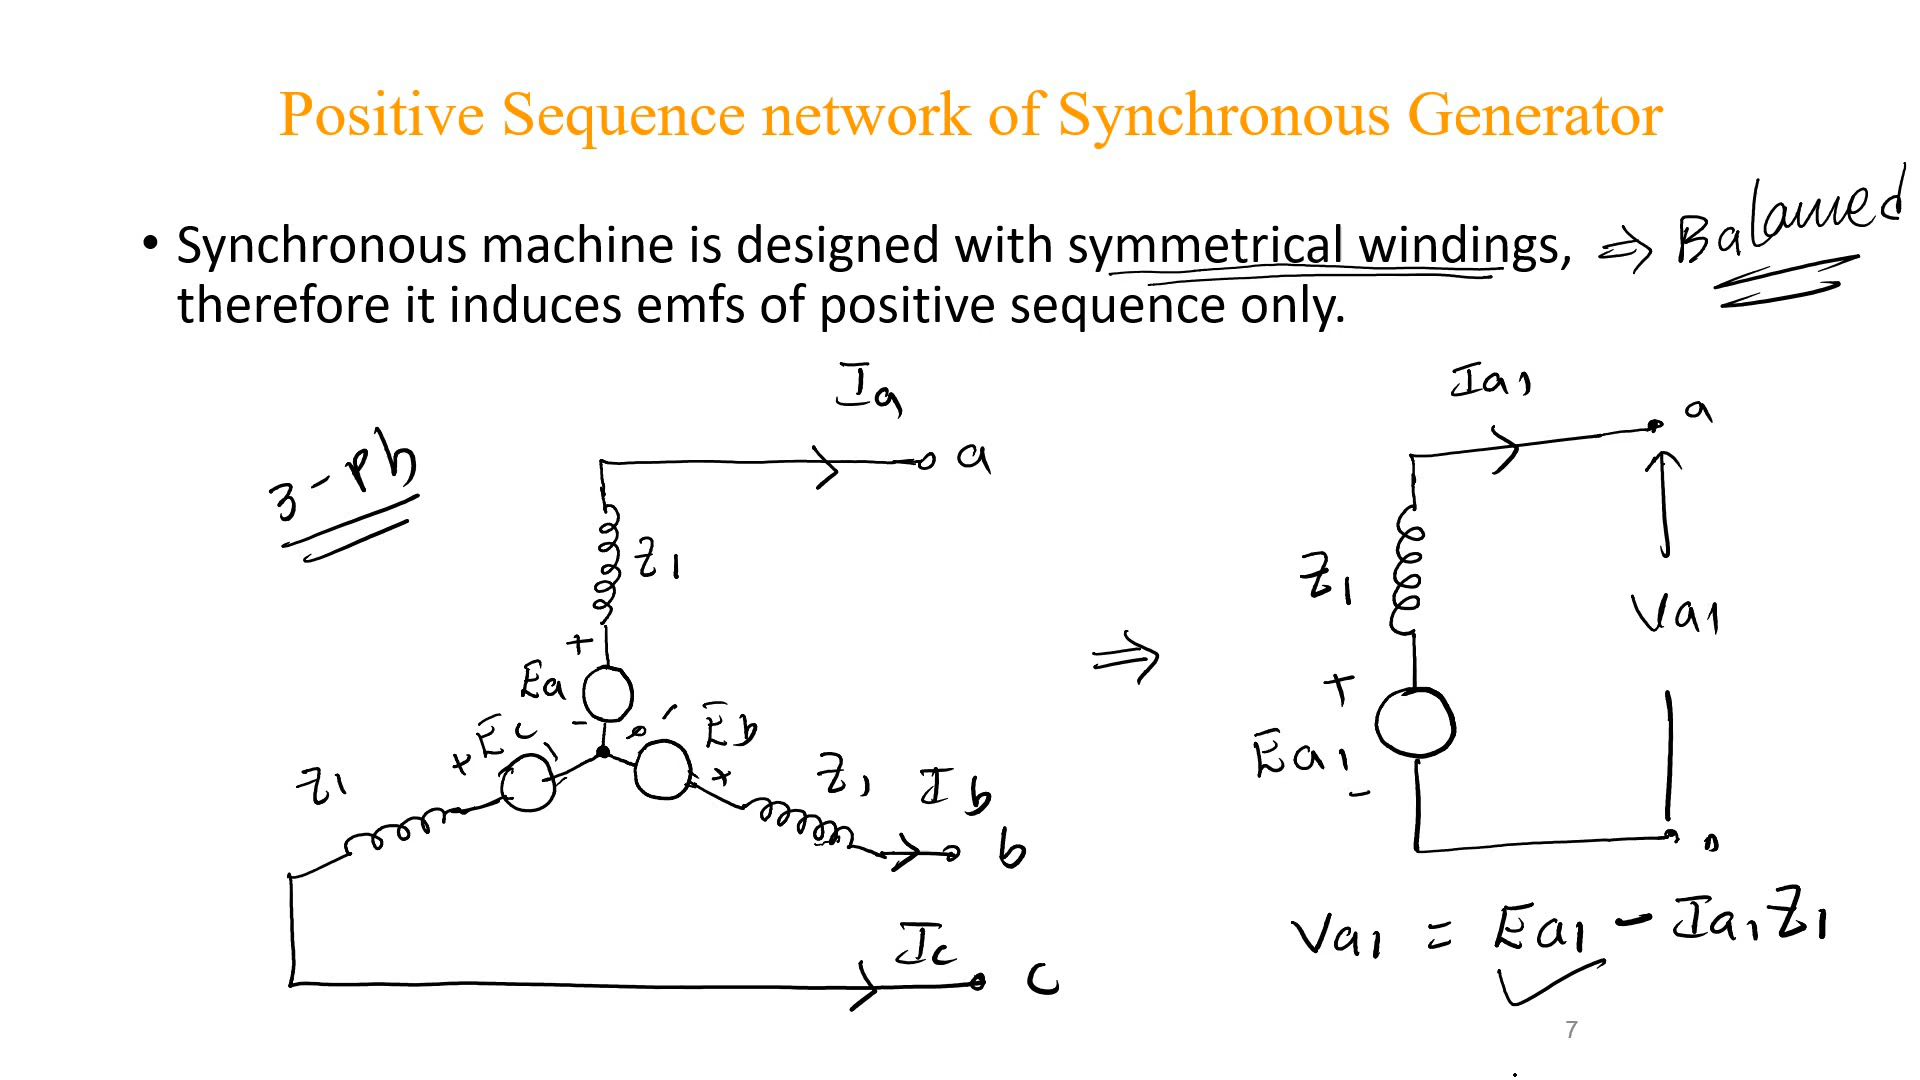 Positive Sequence network of Synchronous Generator
• Synchronous machine is designed with symmetrical windings, ⇒ Balanced
therefore it induces emfs of positive sequence only.
3-ph
Ia
a
Z1
+
Ea
-
+ Ec
Eb
+
Z1
Z1
Ib
b
Ic
c
⇒
Ia1
a
Z1
Va1
+
Ea1
-
Va1 = Ea1 - Ia1 Z1
7